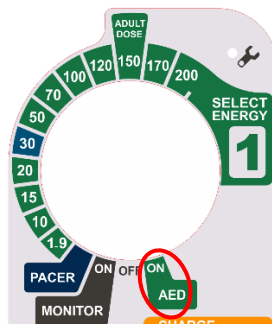 ADULT
DOSE
100 120 150 170 200
70
50
30
20
15
10
1-9
SELECT
ENERGY
1
PACER ON OFF ON
AED
MONITOR
CHARGE